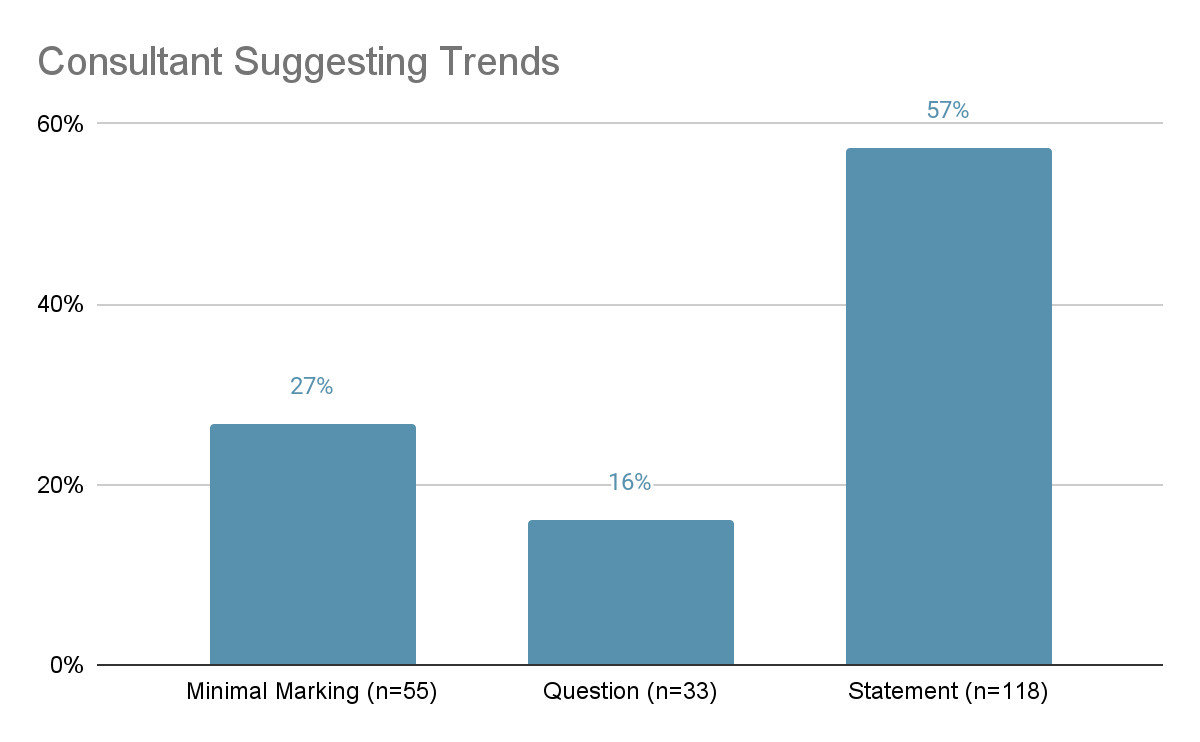 Consultant Suggesting Trends
60%
57%
40%
27%
20%
16%
0%
Minimal Marking (n=55)
Question (n=33)
Statement (n=118)